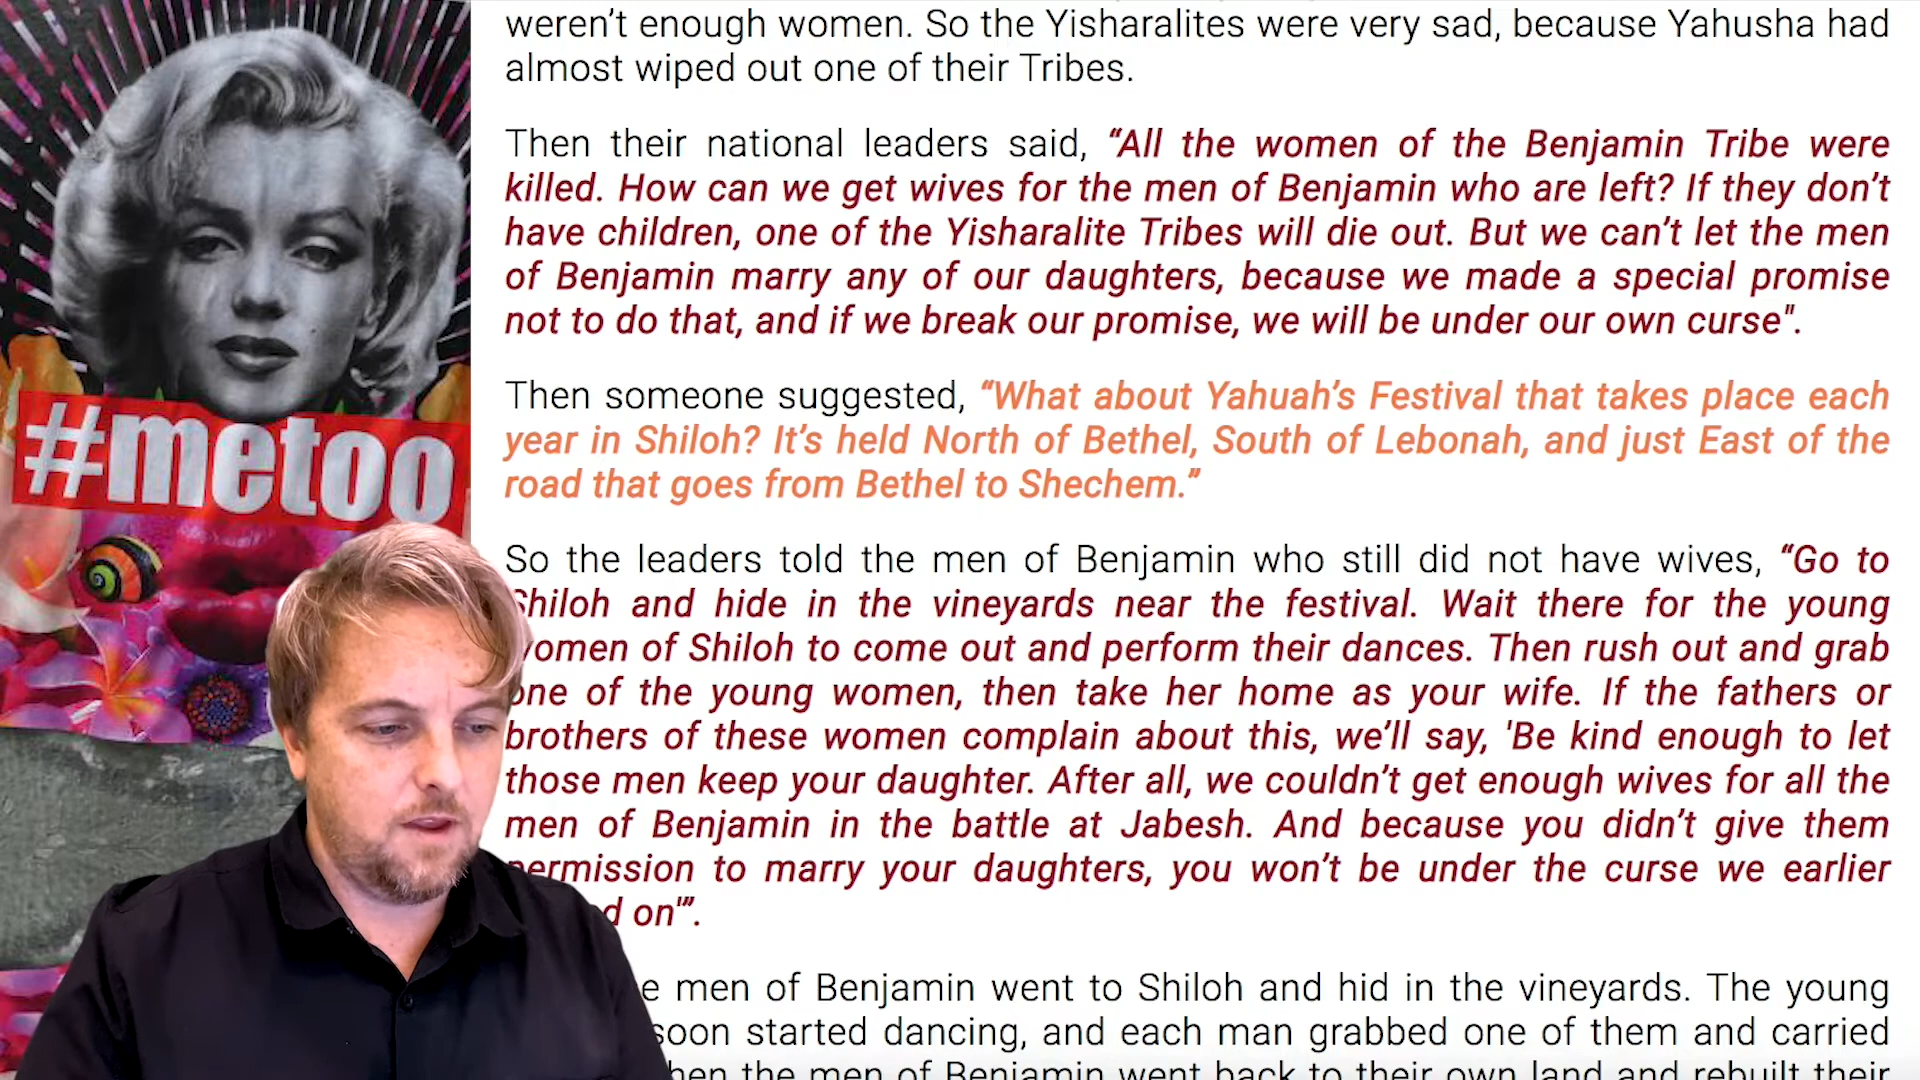 weren’t enough women. So the Yisharalites were very sad, because Yahusha had
almost wiped out one of their Tribes.
Then their national leaders said, “All the women of the Benjamin Tribe were
killed. How can we get wives for the men of Benjamin who are left? If they don’t
have children, one of the Yisharalite Tribes will die out. But we can’t let the men
of Benjamin marry any of our daughters, because we made a special promise
not to do that, and if we break our promise, we will be under our own curse".
Then someone suggested, “What about Yahuah’s Festival that takes place each
year in Shiloh? It’s held North of Bethel, South of Lebonah, and just East of the
road that goes from Bethel to Shechem.”
So the leaders told the men of Benjamin who still did not have wives, “Go to
Shiloh and hide in the vineyards near the festival. Wait there for the young
women of Shiloh to come out and perform their dances. Then rush out and grab
one of the young women, then take her home as your wife. If the fathers or
brothers of these women complain about this, we’ll say, 'Be kind enough to let
those men keep your daughter. After all, we couldn’t get enough wives for all the
men of Benjamin in the battle at Jabesh. And because you didn’t give them
permission to marry your daughters, you won’t be under the curse we earlier
on'”.
men of Benjamin went to Shiloh and hid in the vineyards. The young
soon started dancing, and each man grabbed one of them and carried
the men of Benjamin went back to their own land and rebuilt their
#metoo